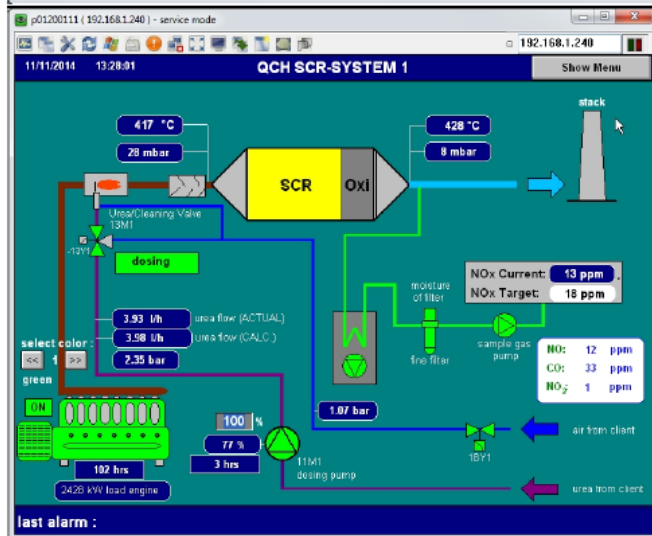 p01200111 ( 192.168.1.240 ) - service mode
192.168.1.240
11/11/2014 13:28:01 QCH SCR-SYSTEM 1 Show Menu
stack
417 °C
428 °C
28 mbar
8 mbar
SCR Oxi
Urea/Cleaning Valve
13M1
-13Y1
dosing
NOx Current: 13 ppm
NOx Target: 18 ppm
moisture
of filter
3.93 l/h urea flow (ACTUAL)
3.98 l/h urea flow (CALC.)
2.35 bar
select color :
<< 1 >>
green
fine filter
sample gas
pump
NO: 12 ppm
CO: 33 ppm
NO2: 1 ppm
ON
100 %
77 %
3 hrs
1.07 bar
air from client
18Y1
11M1
dosing pump
102 hrs
2428 kW load engine
urea from client
last alarm :